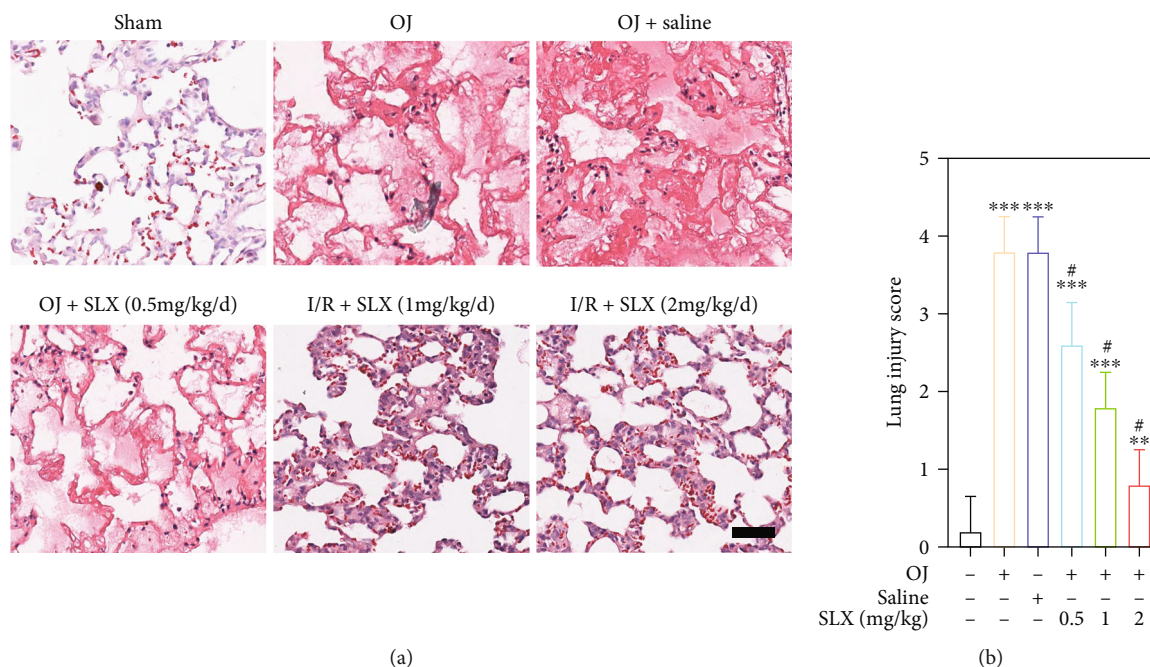 Sham
OJ
OJ + saline
OJ + SLX (0.5mg/kg/d)
I/R + SLX (1mg/kg/d)
I/R + SLX (2mg/kg/d)
(a)
Lung injury score
5
4
3
2
1
0
***
***
#
***
#
***
#
**
OJ – + – + + +
Saline – – + – – –
SLX (mg/kg) – – – 0.5 1 2
(b)